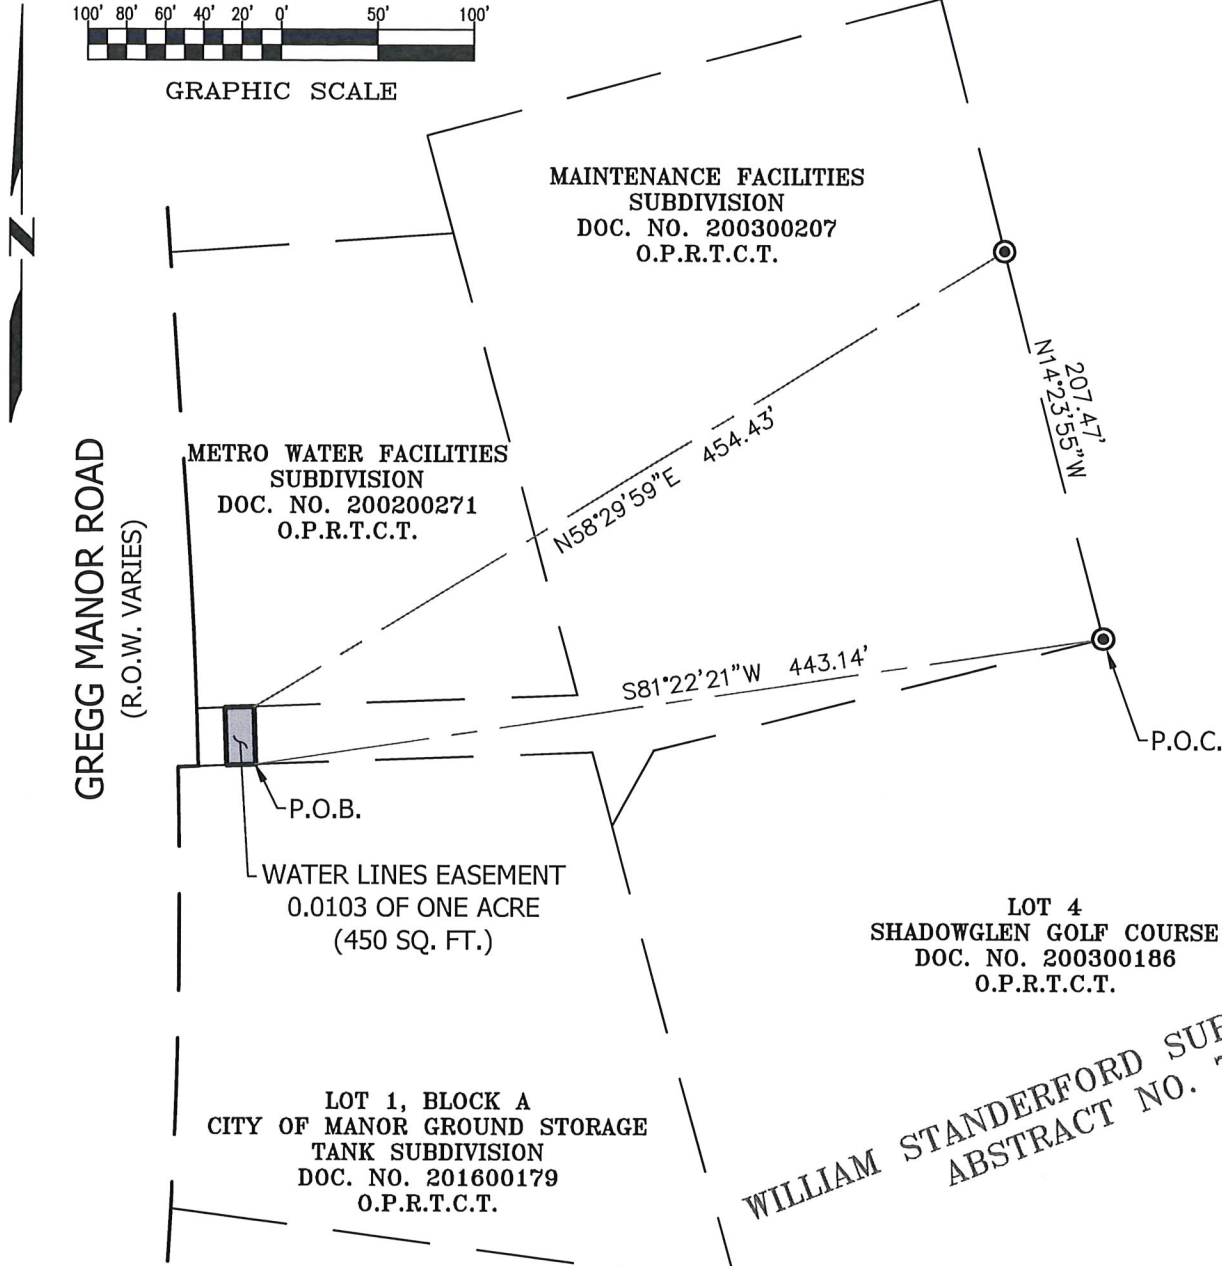 100' 80' 60' 40' 20' 0' 50' 100'
GRAPHIC SCALE
N
MAINTENANCE FACILITIES
SUBDIVISION
DOC. NO. 200300207
O.P.R.T.C.T.
207.47'
N14°23'55"W
METRO WATER FACILITIES
SUBDIVISION
DOC. NO. 200200271
O.P.R.T.C.T.
N58°29'59"E 454.43'
GREGG MANOR ROAD
(R.O.W. VARIES)
S81°22'21"W 443.14'
P.O.C.
P.O.B.
WATER LINES EASEMENT
0.0103 OF ONE ACRE
(450 SQ. FT.)
LOT 4
SHADOWGLEN GOLF COURSE
DOC. NO. 200300186
O.P.R.T.C.T.
WILLIAM STANDERFORD
ABSTRACT NO.
LOT 1, BLOCK A
CITY OF MANOR GROUND STORAGE
TANK SUBDIVISION
DOC. NO. 201600179
O.P.R.T.C.T.